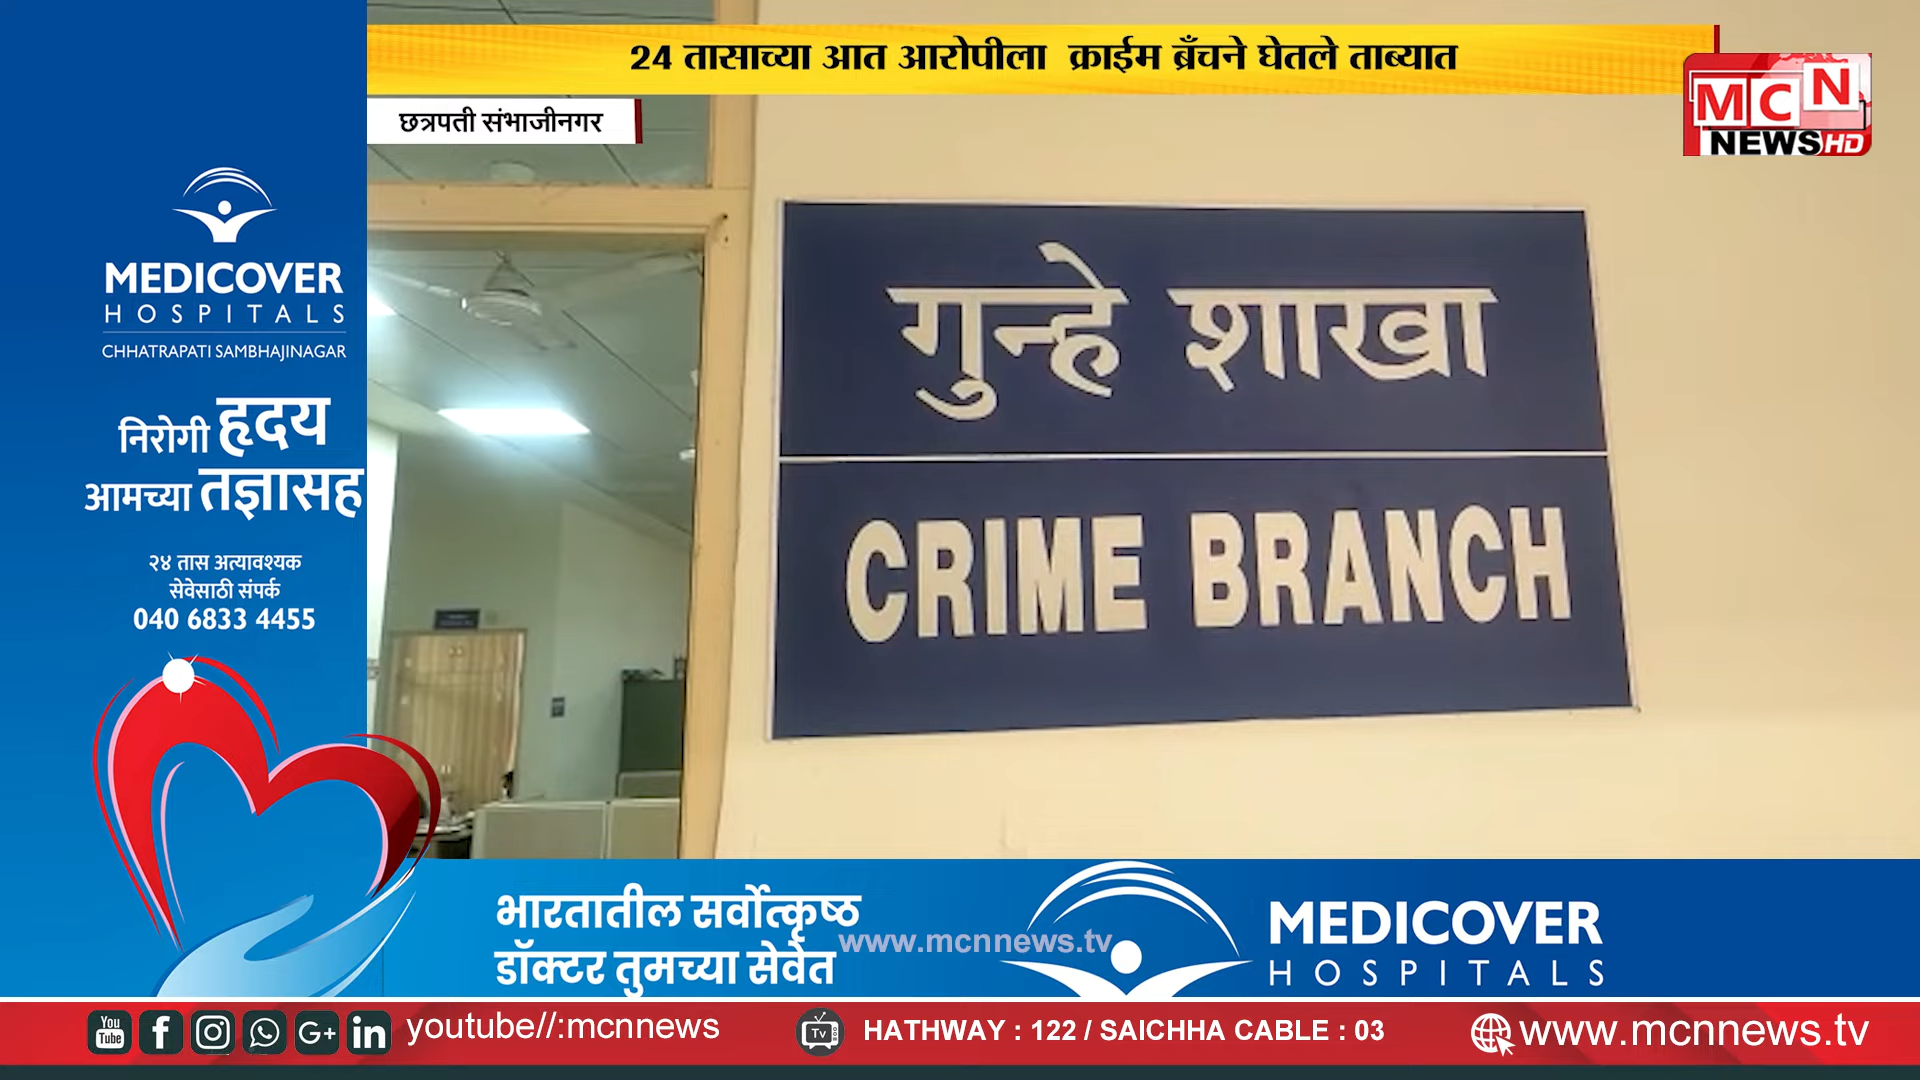 24 तासाच्या आत आरोपीला क्राईम ब्रँचने घेतले ताब्यात
छत्रपती संभाजीनगर
MCN
NEWS HD
MEDICOVER
HOSPITALS
CHHATRAPATI SAMBHAJINAGAR
निरोगी हृदय
आमच्या तज्ञासह
२४ तास अत्यावश्यक
सेवेसाठी संपर्क
040 6833 4455
गुन्हे शाखा
CRIME BRANCH
भारतातील सर्वोत्कृष्ठ
डॉक्टर तुमच्या सेवेत
www.mcnnews.tv
MEDICOVER
HOSPITALS
You
Tube
G+
in
youtube//:mcnnews
TV
HATHWAY : 122 / SAICHHA CABLE : 03
www.mcnnews.tv